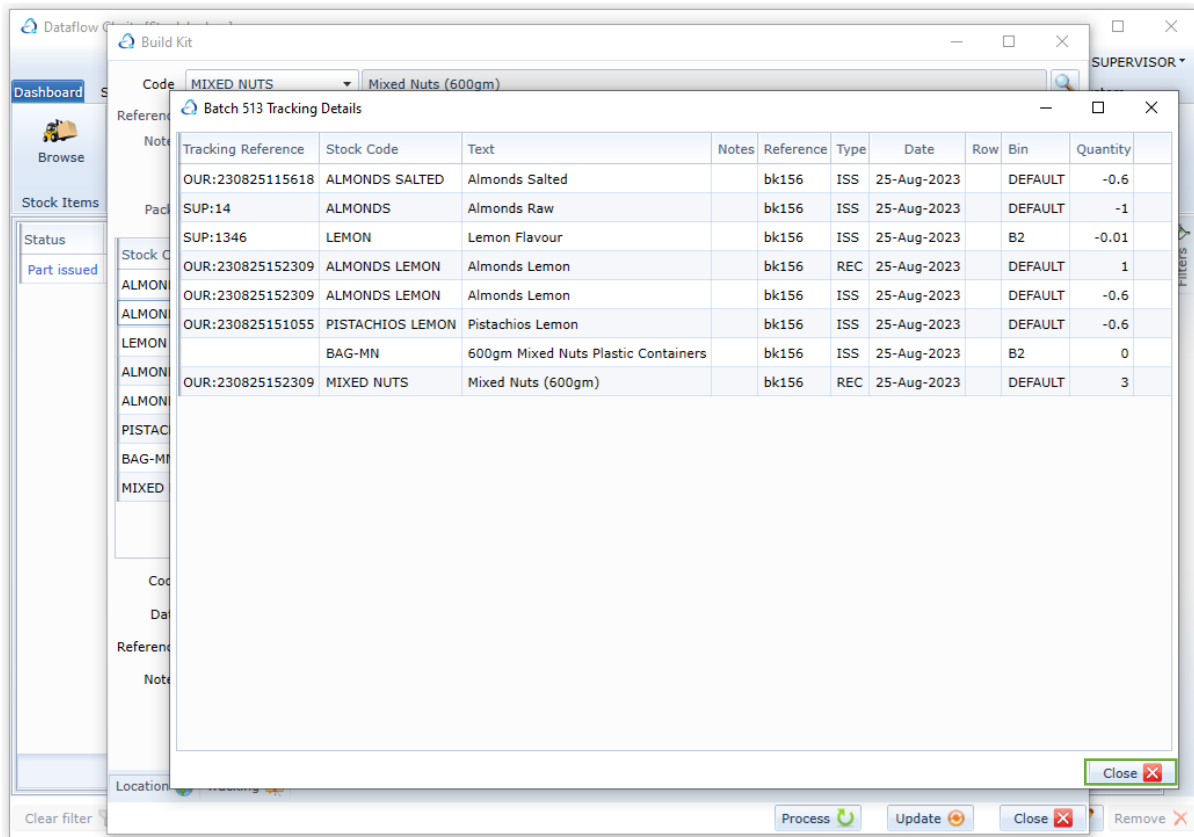 Dataflow
Build Kit
SUPERVISOR
Code MIXED NUTS Mixed Nuts (600gm)
Dashboard
Batch 513 Tracking Details
Browse
Stock Items
Status
Part issued
Tracking Reference Stock Code Text Notes Reference Type Date Row Bin Quantity
OUR:230825115618 ALMONDS SALTED Almonds Salted bk156 ISS 25-Aug-2023 DEFAULT -0.6
SUP:14 ALMONDS Almonds Raw bk156 ISS 25-Aug-2023 DEFAULT -1
SUP:1346 LEMON Lemon Flavour bk156 ISS 25-Aug-2023 B2 -0.01
OUR:230825152309 ALMONDS LEMON Almonds Lemon bk156 REC 25-Aug-2023 DEFAULT 1
OUR:230825152309 ALMONDS LEMON Almonds Lemon bk156 ISS 25-Aug-2023 DEFAULT -0.6
OUR:230825151055 PISTACHIOS LEMON Pistachios Lemon bk156 ISS 25-Aug-2023 DEFAULT -0.6
BAG-MN 600gm Mixed Nuts Plastic Containers bk156 ISS 25-Aug-2023 B2 0
OUR:230825152309 MIXED NUTS Mixed Nuts (600gm) bk156 REC 25-Aug-2023 DEFAULT 3
LEMON
MIXED
Filters
Close
Location
Clear filter
Process Update Close Remove